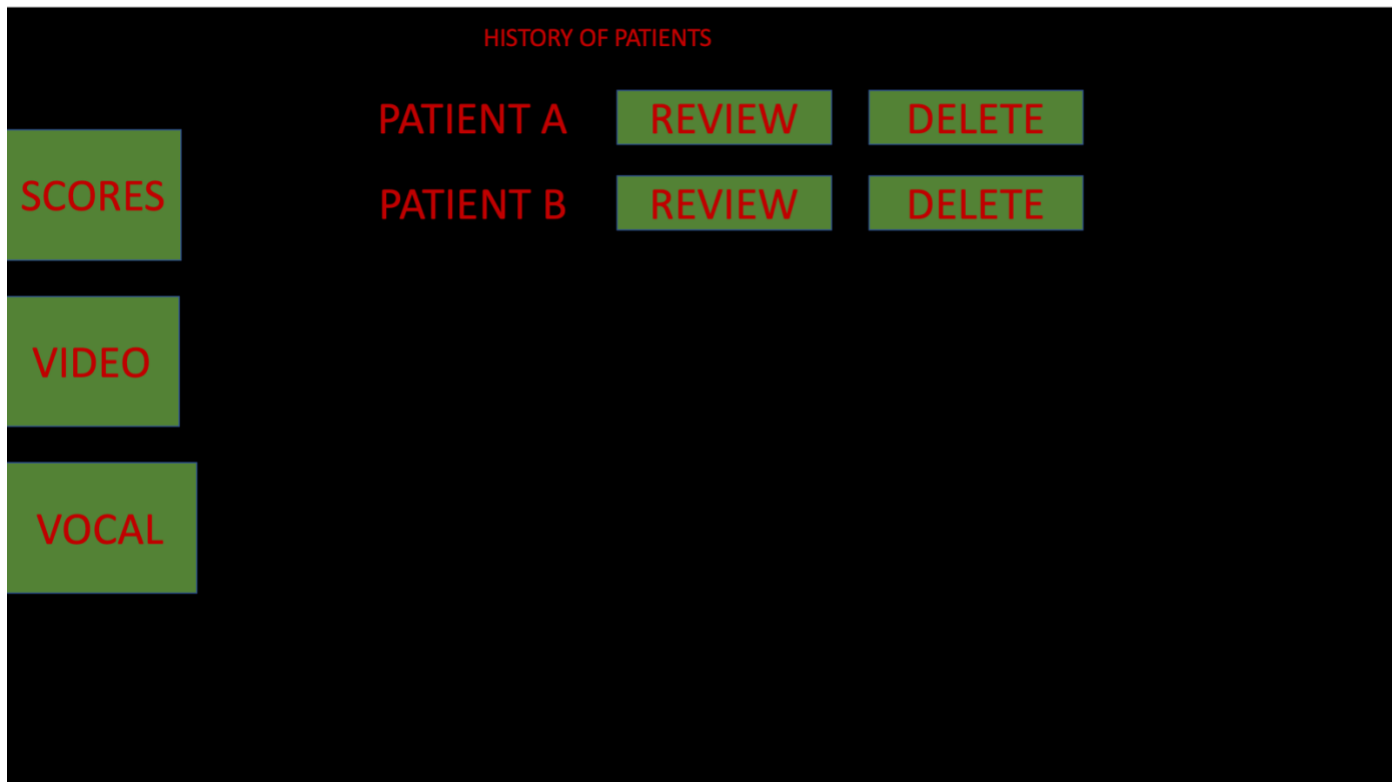 HISTORY OF PATIENTS
PATIENT A REVIEW DELETE
PATIENT B REVIEW DELETE
SCORES
VIDEO
VOCAL